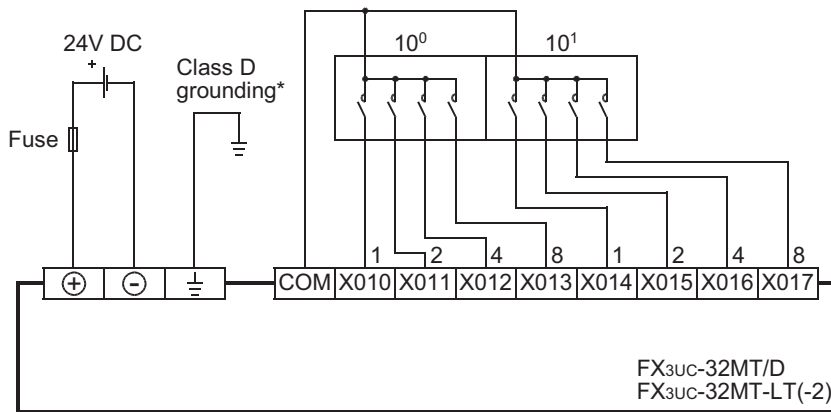 10⁰ 10¹
24V DC
+
Class D
grounding*
Fuse
1 2 4 8 1 2 4 8
+ - COM X010 X011 X012 X013 X014 X015 X016 X017
FX3UC-32MT/D
FX3UC-32MT-LT(-2)